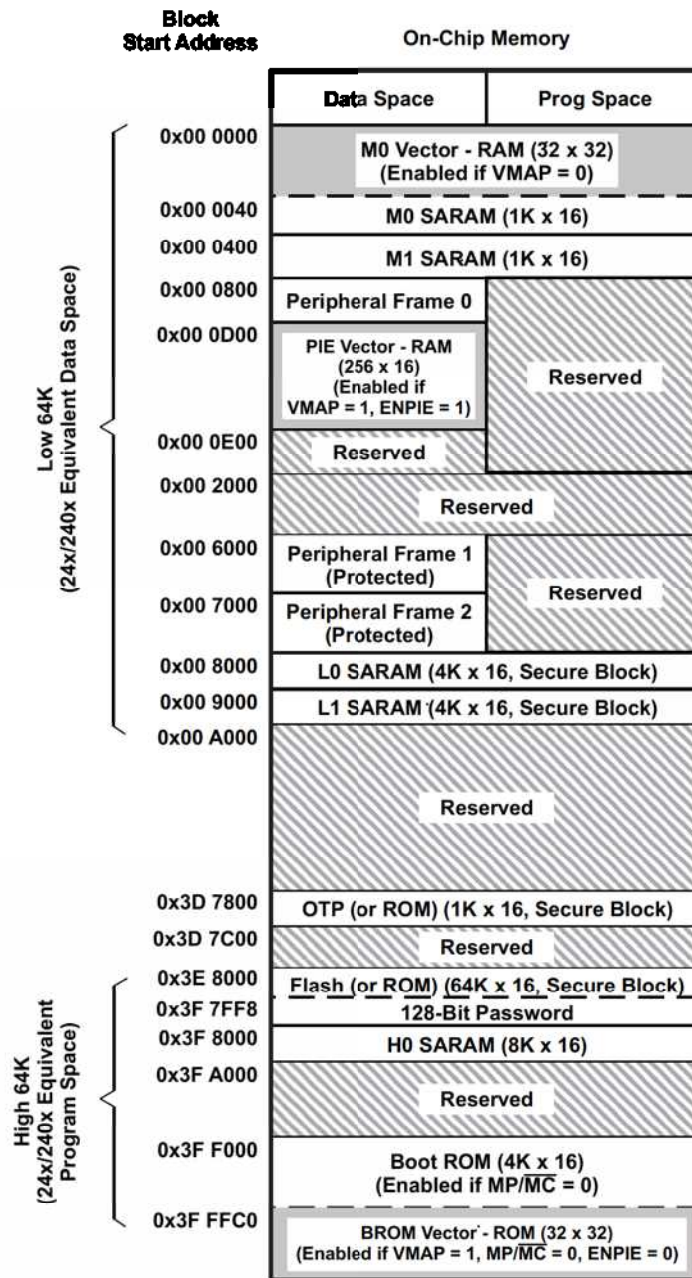 Block
Start Address
On-Chip Memory
Data Space
Prog Space
0x00 0000
M0 Vector - RAM (32 x 32)
(Enabled if VMAP = 0)
0x00 0040
M0 SARAM (1K x 16)
0x00 0400
M1 SARAM (1K x 16)
0x00 0800
Peripheral Frame 0
Reserved
0x00 0D00
PIE Vector - RAM
(256 x 16)
(Enabled if
VMAP = 1, ENPIE = 1)
0x00 0E00
Reserved
0x00 2000
Reserved
0x00 6000
Peripheral Frame 1
(Protected)
Reserved
0x00 7000
Peripheral Frame 2
(Protected)
0x00 8000
L0 SARAM (4K x 16, Secure Block)
0x00 9000
L1 SARAM (4K x 16, Secure Block)
0x00 A000
Reserved
Low 64K
(24x/240x Equivalent Data Space)
0x3D 7800
OTP (or ROM) (1K x 16, Secure Block)
0x3D 7C00
Reserved
0x3E 8000
Flash (or ROM) (64K x 16, Secure Block)
0x3F 7FF8
128-Bit Password
0x3F 8000
H0 SARAM (8K x 16)
0x3F A000
Reserved
0x3F F000
Boot ROM (4K x 16)
(Enabled if MP/MC = 0)
0x3F FFC0
BROM Vector - ROM (32 x 32)
(Enabled if VMAP = 1, MP/MC = 0, ENPIE = 0)
High 64K
(24x/240x Equivalent
Program Space)